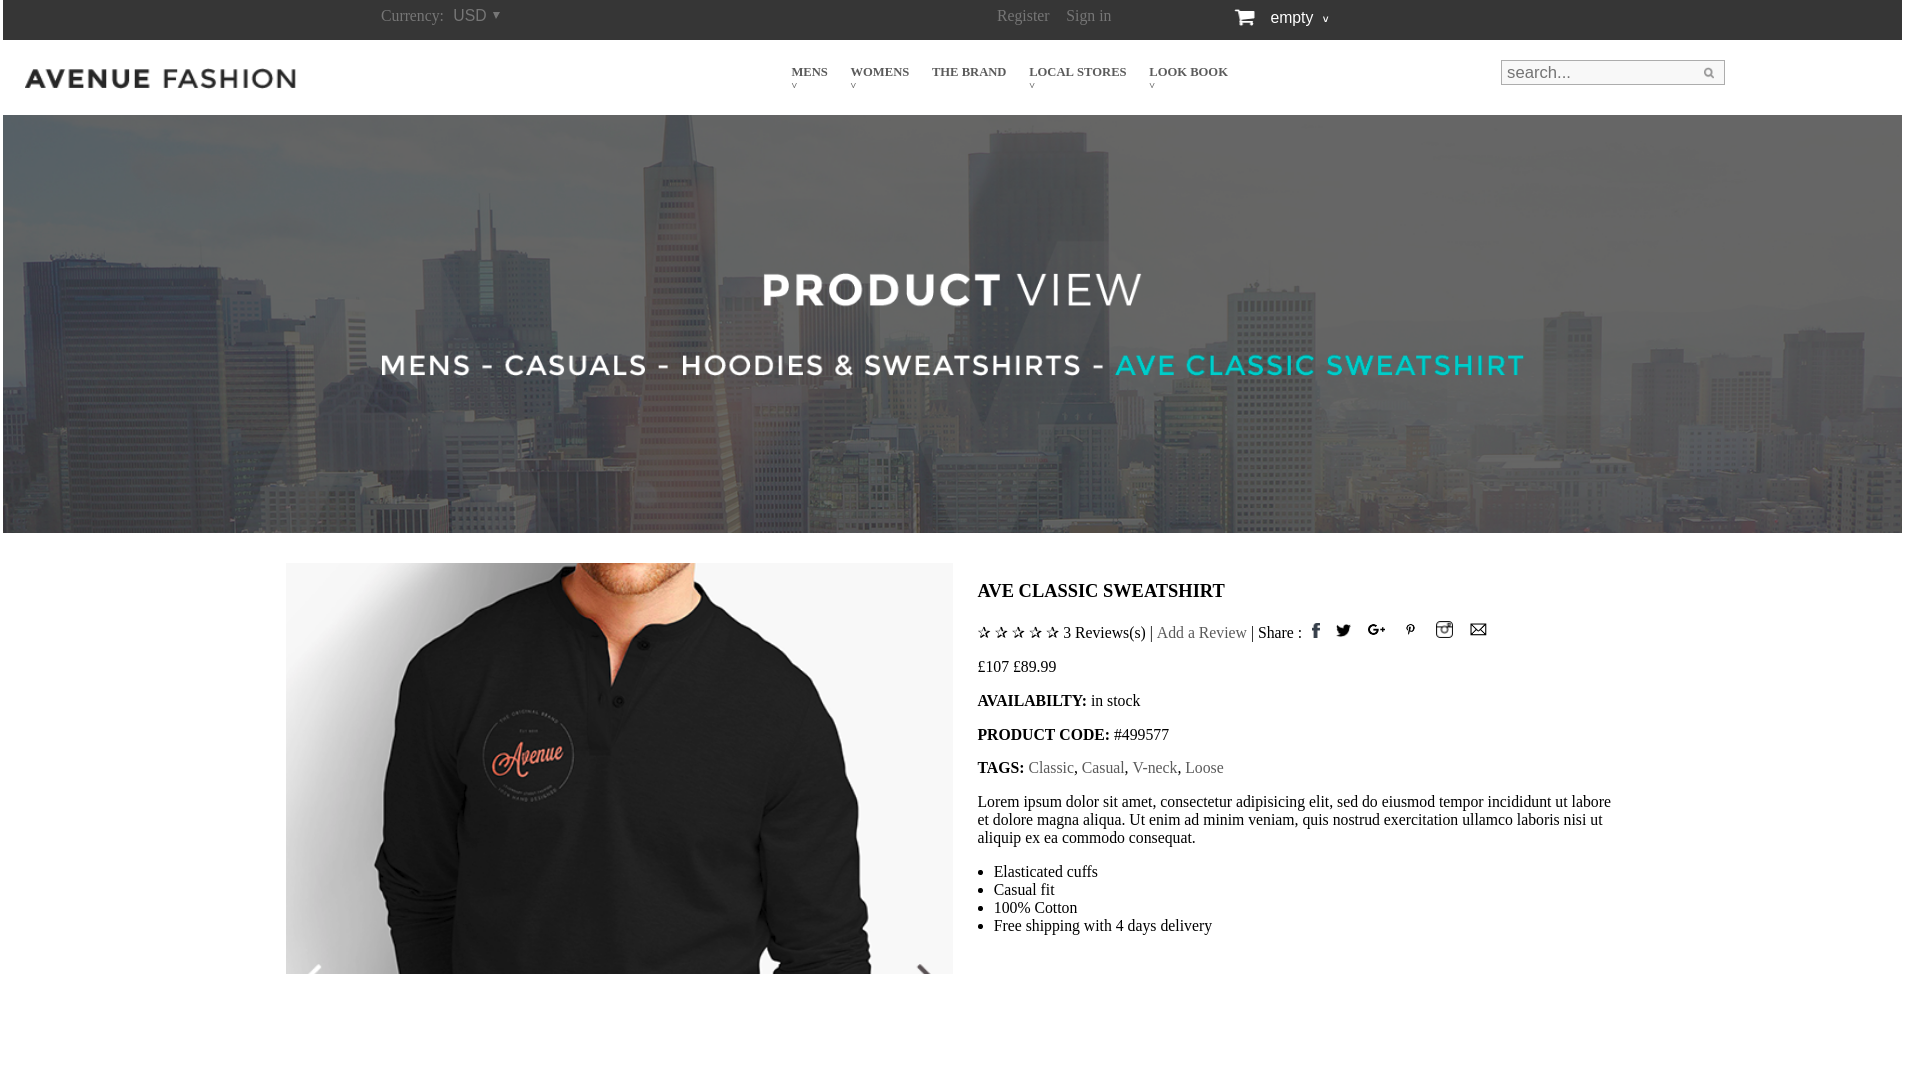 Currency: USD ▼
Register Sign in
empty v
AVENUE FASHION
MENS WOMENS THE BRAND LOCAL STORES LOOK BOOK
v v v v
search...
PRODUCT VIEW
MENS - CASUALS - HOODIES & SWEATSHIRTS - AVE CLASSIC SWEATSHIRT
Avenue
AVE CLASSIC SWEATSHIRT
✰ ✰ ✰ ✰ ✰ 3 Reviews(s) | Add a Review | Share :
£107 £89.99
AVAILABILTY: in stock
PRODUCT CODE: #499577
TAGS: Classic, Casual, V-neck, Loose
Lorem ipsum dolor sit amet, consectetur adipisicing elit, sed do eiusmod tempor incididunt ut labore
et dolore magna aliqua. Ut enim ad minim veniam, quis nostrud exercitation ullamco laboris nisi ut
aliquip ex ea commodo consequat.
• Elasticated cuffs
• Casual fit
• 100% Cotton
• Free shipping with 4 days delivery